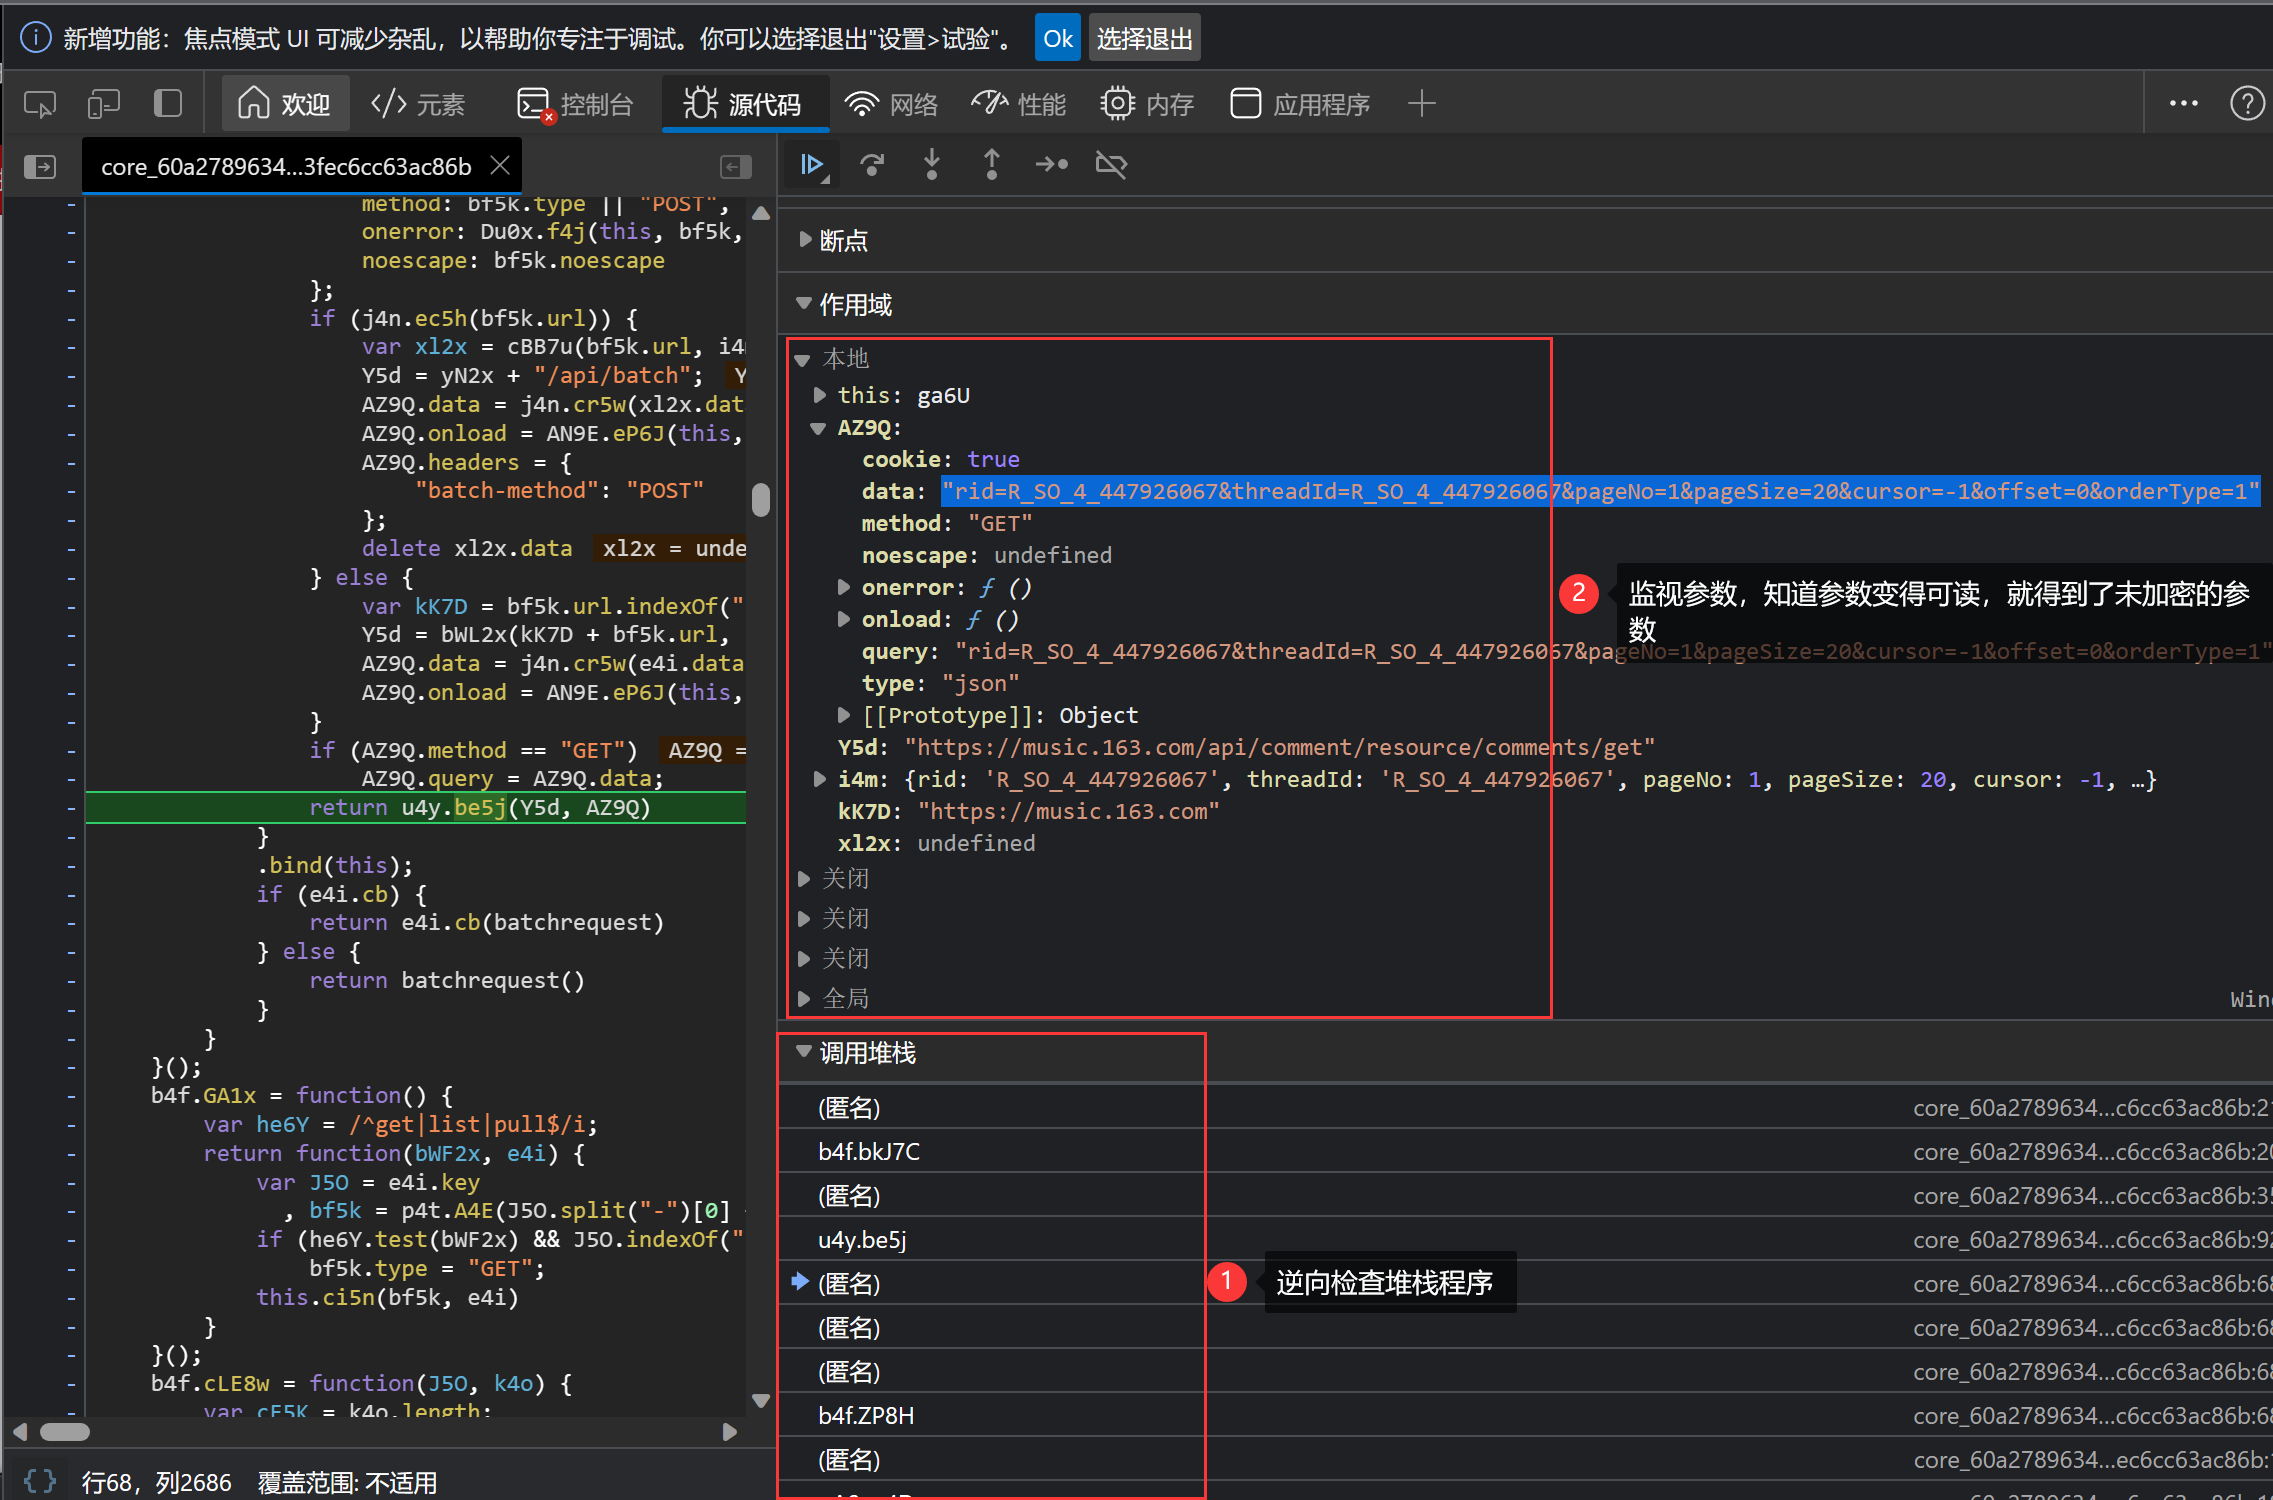 新增功能：焦点模式 UI 可减少杂乱，以帮助你专注于调试。你可以选择退出"设置>试验"。 Ok 选择退出
欢迎 元素 控制台 源代码 网络 性能 内存 应用程序
core_60a2789634...3fec6cc63ac86b
method: bf5k.type || "POST",
onerror: Du0x.f4j(this, bf5k,
noescape: bf5k.noescape
};
if (j4n.ec5h(bf5k.url)) {
var xl2x = cBB7u(bf5k.url, i4
Y5d = yN2x + "/api/batch"; Y
AZ9Q.data = j4n.cr5w(xl2x.dat
AZ9Q.onload = AN9E.eP6J(this,
AZ9Q.headers = {
"batch-method": "POST"
};
delete xl2x.data xl2x = unde
} else {
var kK7D = bf5k.url.indexOf("
Y5d = bWL2x(kK7D + bf5k.url,
AZ9Q.data = j4n.cr5w(e4i.data
AZ9Q.onload = AN9E.eP6J(this,
}
if (AZ9Q.method == "GET") AZ9Q =
AZ9Q.query = AZ9Q.data;
return u4y.be5j(Y5d, AZ9Q)
}
.bind(this);
if (e4i.cb) {
return e4i.cb(batchrequest)
} else {
return batchrequest()
}
}
}();
b4f.GA1x = function() {
var he6Y = /^get|list|pull$/i;
return function(bWF2x, e4i) {
var J5O = e4i.key
, bf5k = p4t.A4E(J5O.split("-")[0]
if (he6Y.test(bWF2x) && J5O.indexOf("
bf5k.type = "GET";
this.ci5n(bf5k, e4i)
}
}();
b4f.cLE8w = function(J5O, k4o) {
var cF5K = k4o.length;
{} 行68，列2686 覆盖范围: 不适用
断点
作用域
本地
this: ga6U
AZ9Q:
cookie: true
data: "rid=R_SO_4_447926067&threadId=R_SO_4_447926067&pageNo=1&pageSize=20&cursor=-1&offset=0&orderType=1"
method: "GET"
noescape: undefined
onerror: ƒ ()
onload: ƒ ()
query: "rid=R_SO_4_447926067&threadId=R_SO_4_447926067&pageNo=1&pageSize=20&cursor=-1&offset=0&orderType=1"
type: "json"
[[Prototype]]: Object
Y5d: "https://music.163.com/api/comment/resource/comments/get"
i4m: {rid: 'R_SO_4_447926067', threadId: 'R_SO_4_447926067', pageNo: 1, pageSize: 20, cursor: -1, …}
kK7D: "https://music.163.com"
xl2x: undefined
关闭
关闭
关闭
全局 Win
2 监视参数，知道参数变得可读，就得到了未加密的参
数
调用堆栈
(匿名) core_60a2789634...c6cc63ac86b:2
b4f.bkJ7C core_60a2789634...c6cc63ac86b:20
(匿名) core_60a2789634...c6cc63ac86b:35
u4y.be5j core_60a2789634...c6cc63ac86b:92
(匿名) core_60a2789634...c6cc63ac86b:68
1 逆向检查堆栈程序
(匿名) core_60a2789634...c6cc63ac86b:68
(匿名) core_60a2789634...c6cc63ac86b:68
b4f.ZP8H core_60a2789634...c6cc63ac86b:68
(匿名) core_60a2789634...ec6cc63ac86b: